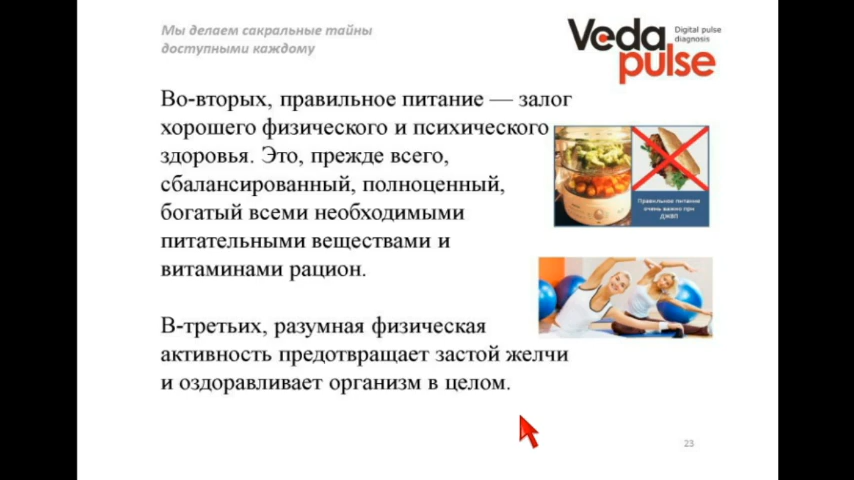 Мы делаем сакральные тайны
доступными каждому
Veda
pulse
Digital pulse
diagnosis
Во-вторых, правильное питание — залог
хорошего физического и психического
здоровья. Это, прежде всего,
сбалансированный, полноценный,
богатый всеми необходимыми
питательными веществами и
витаминами рацион.
Правильное питание
очень важно при
ДЖВП
В-третьих, разумная физическая
активность предотвращает застой желчи
и оздоравливает организм в целом.
23